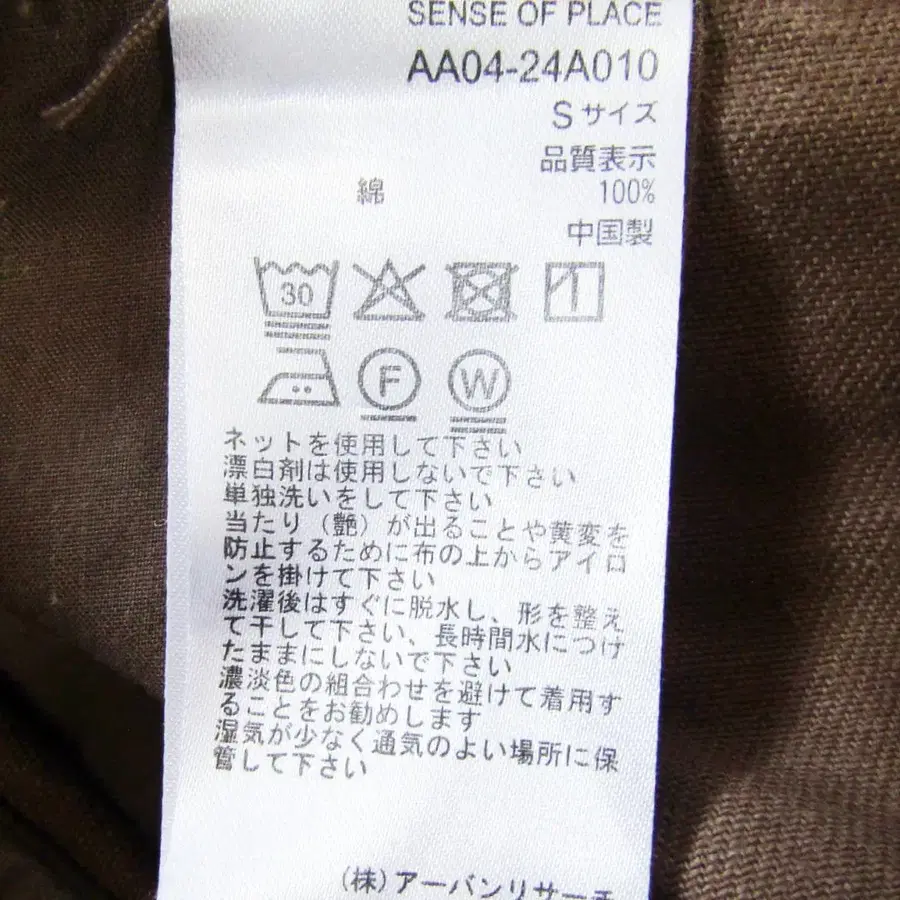 SENSE OF PLACE
AA04-24A010
Sサイズ
品質表示
綿 100%
中国製
30
F W
ネットを使用して下さい
漂白剤は使用しないで下さい
単独洗いをして下さい
当たり（艶）が出ることや黄変を
防止するために布の上からアイロ
ンを掛けて下さい
洗濯後はすぐに脱水し、形を整え
て干して下さい、長時間水につけ
たままにしないで下さい
濃淡色の組合わせを避けて着用す
ることをお勧めします
湿気が少なく通気のよい場所に保
管して下さい
(株)アーバンリサーチ